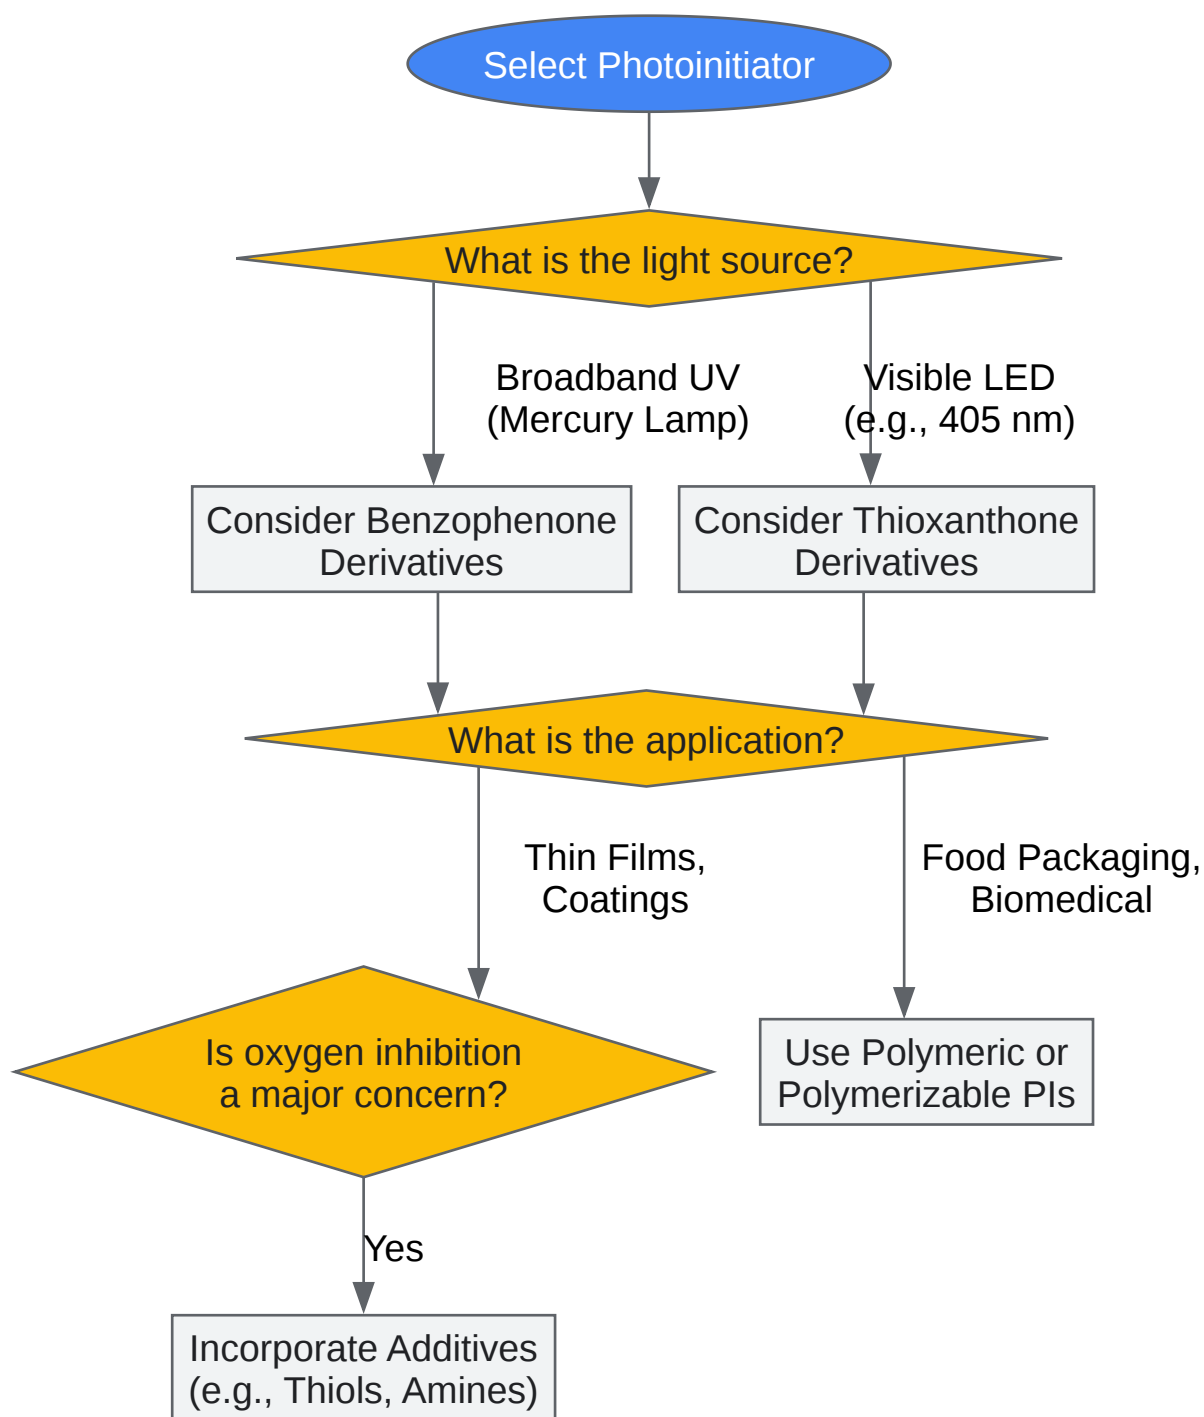 Select Photoinitiator
What is the light source?
Broadband UV
(Mercury Lamp)
Visible LED
(e.g., 405 nm)
Consider Benzophenone
Derivatives
Consider Thioxanthone
Derivatives
What is the application?
Thin Films,
Coatings
Food Packaging,
Biomedical
Is oxygen inhibition
a major concern?
Use Polymeric or
Polymerizable PIs
Yes
Incorporate Additives
(e.g., Thiols, Amines)